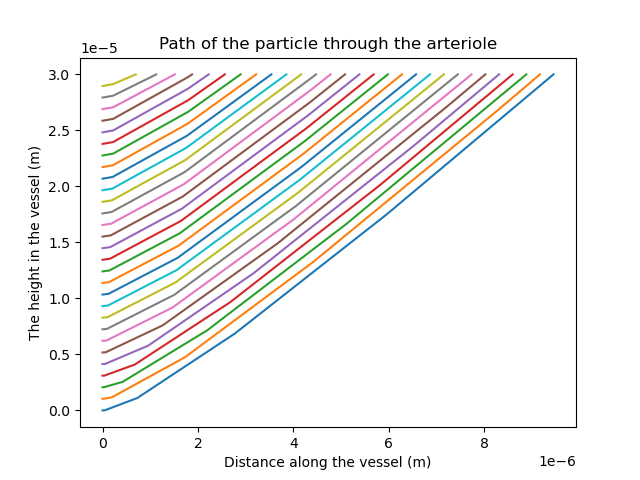 Path of the particle through the arteriole
1e−5
3.0
2.5
2.0
1.5
1.0
0.5
0.0
The height in the vessel (m)
0 2 4 6 8
1e−6
Distance along the vessel (m)